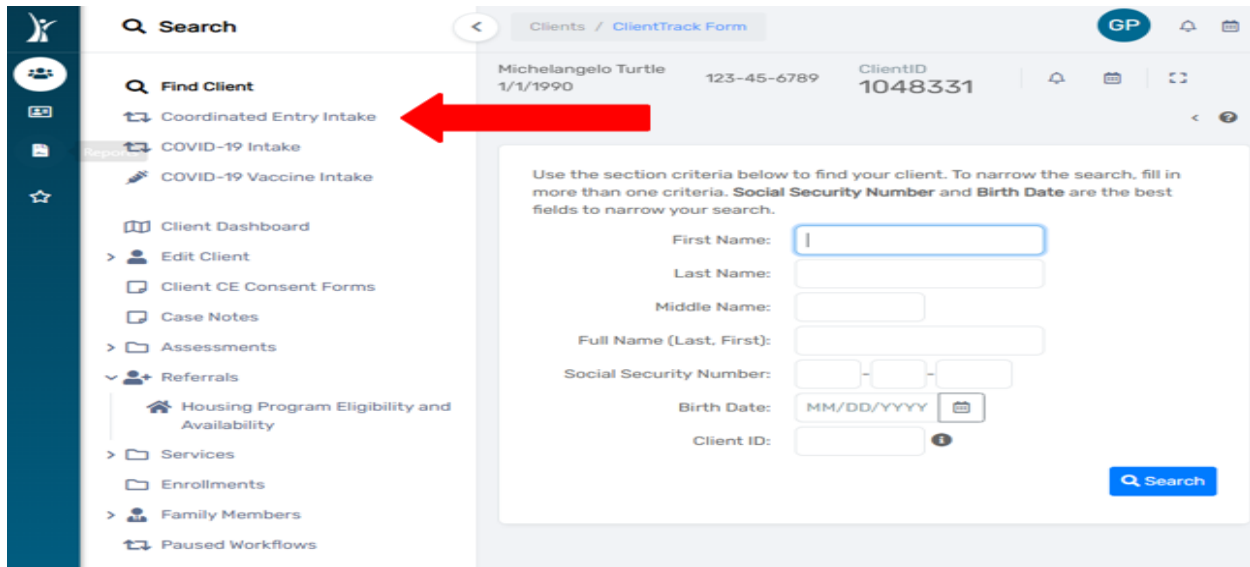 Search
Find Client
Coordinated Entry Intake
COVID-19 Intake
Reports
COVID-19 Vaccine Intake
Client Dashboard
Edit Client
Client CE Consent Forms
Case Notes
Assessments
Referrals
Housing Program Eligibility and
Availability
Services
Enrollments
Family Members
Paused Workflows
Clients / ClientTrack Form
GP
Michelangelo Turtle
1/1/1990
123-45-6789
ClientID
1048331
Use the section criteria below to find your client. To narrow the search, fill in
more than one criteria. Social Security Number and Birth Date are the best
fields to narrow your search.
First Name:
Last Name:
Middle Name:
Full Name (Last, First):
Social Security Number: - -
Birth Date: MM/DD/YYYY
Client ID:
Search